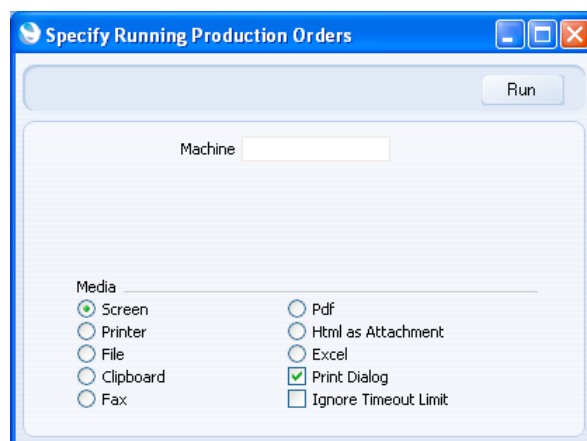 Specify Running Production Orders
Run
Machine
Media
Screen
Pdf
Printer
Html as Attachment
File
Excel
Clipboard
Print Dialog
Fax
Ignore Timeout Limit